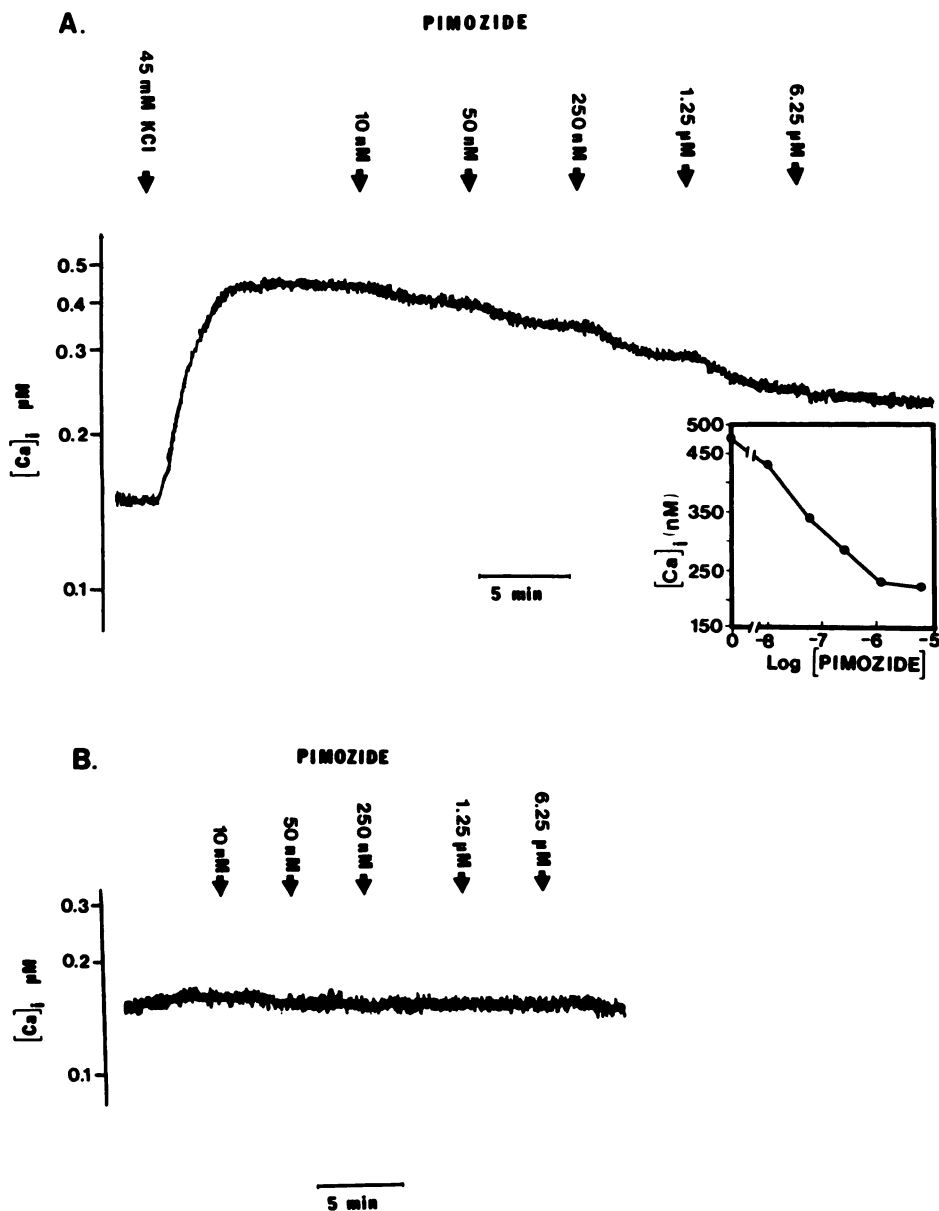 A.
PIMOZIDE
45 mM KCl
10 nM
50 nM
250 nM
1.25 µM
6.25 µM
0.5
0.4
0.3
0.2
0.1
[Ca]i µM
5 min
500
450
350
250
150
[Ca]i (nM)
0 -8 -7 -6 -5
Log [PIMOZIDE]
B.
PIMOZIDE
10 nM
50 nM
250 nM
1.25 µM
6.25 µM
0.3
0.2
0.1
[Ca]i µM
5 min